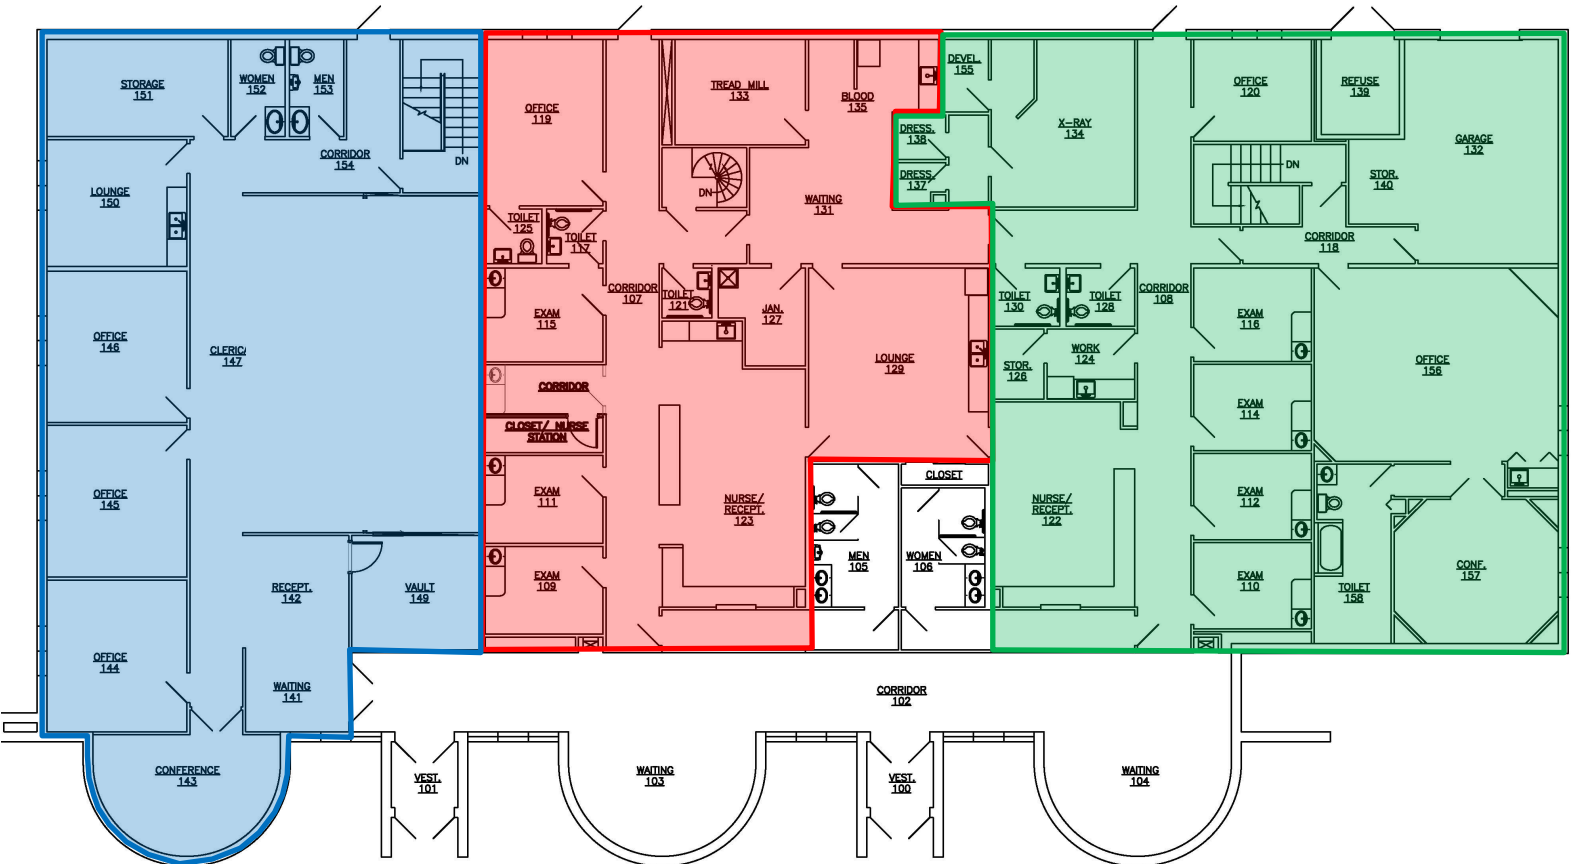 STORAGE
151
WOMEN
152
MEN
153
CORRIDOR
154
DN
LOUNGE
150
OFFICE
146
CLERICA
147
OFFICE
145
RECEPT.
142
VAULT
149
OFFICE
144
WAITING
141
CONFERENCE
143
OFFICE
119
TREAD MILL
133
BLOOD
135
DN
WAITING
131
TOILET
125
TOILET
117
CORRIDOR
107
TOILET
121
JAN.
127
EXAM
115
LOUNGE
129
CORRIDOR
CLOSET/ NURSE
STATION
EXAM
111
NURSE/
RECEPT.
123
EXAM
109
CLOSET
MEN
105
WOMEN
106
DEVEL.
155
DRESS.
138
DRESS.
137
X-RAY
134
OFFICE
120
REFUSE
139
GARAGE
132
DN
STOR.
140
CORRIDOR
118
TOILET
130
TOILET
128
CORRIDOR
108
EXAM
116
STOR.
126
WORK
124
OFFICE
156
EXAM
114
NURSE/
RECEPT.
122
EXAM
112
EXAM
110
TOILET
158
CONF.
157
CORRIDOR
102
VEST.
101
WAITING
103
VEST.
100
WAITING
104